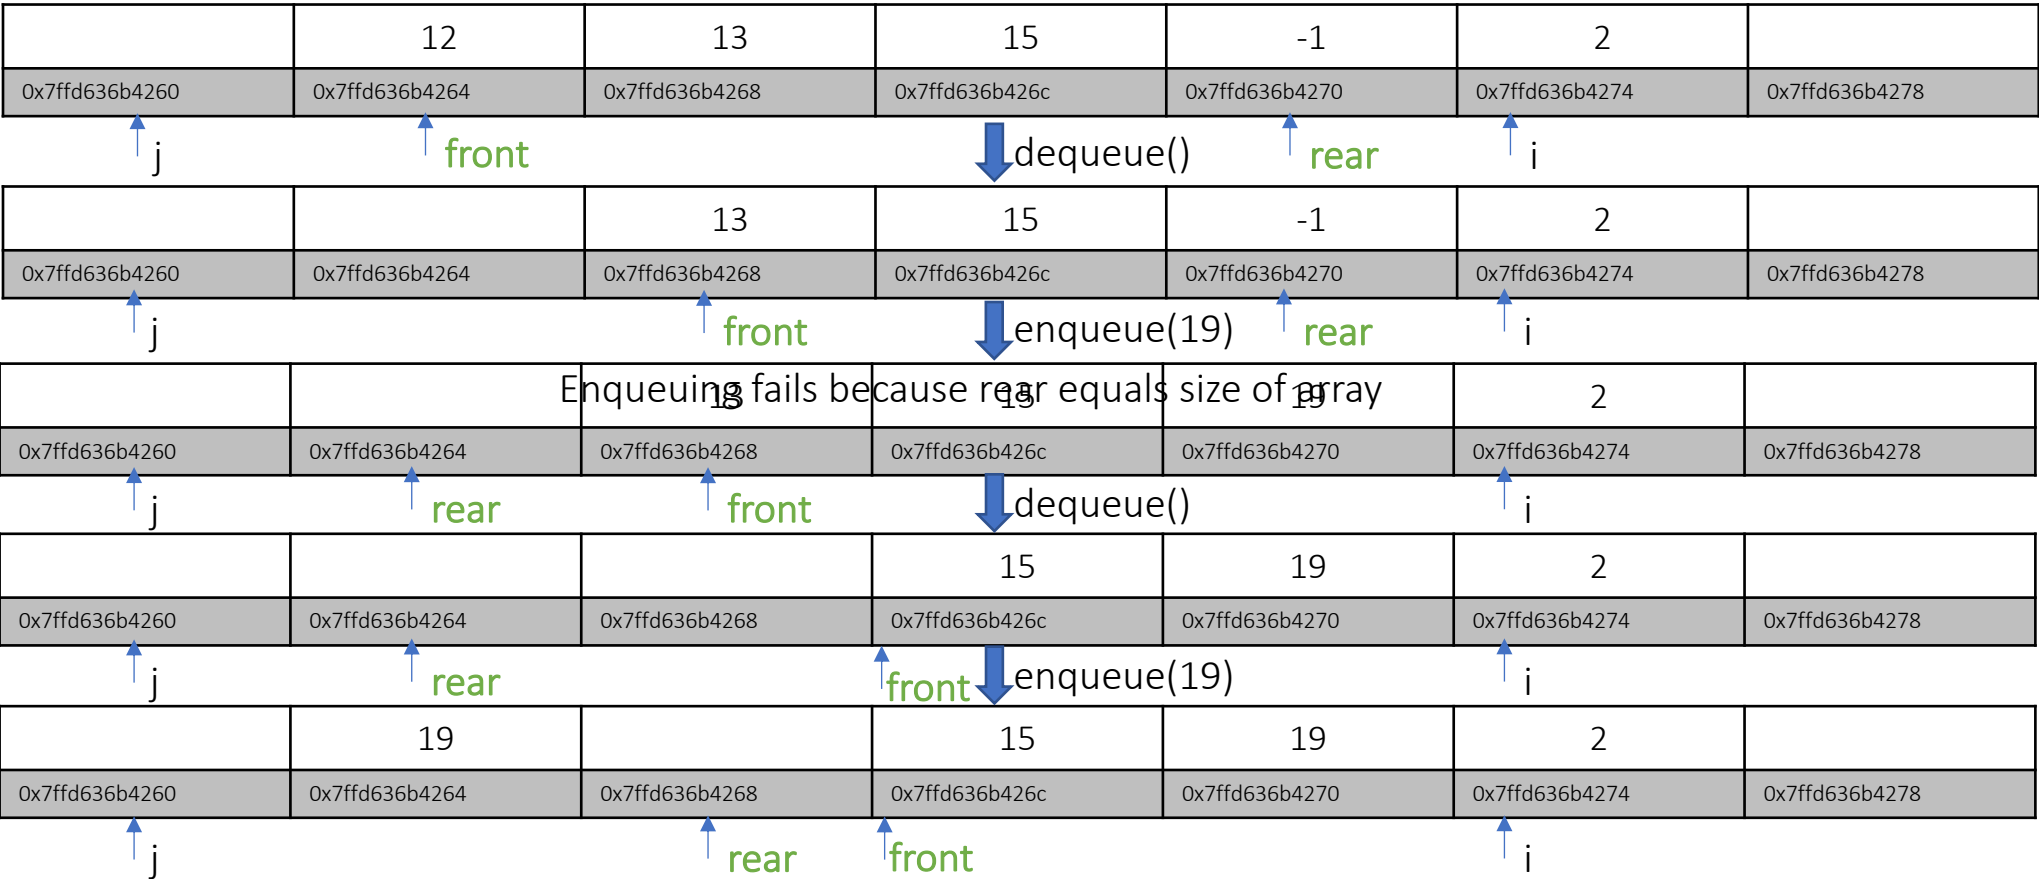 12 13 15 -1 2
0x7ffd636b4260 0x7ffd636b4264 0x7ffd636b4268 0x7ffd636b426c 0x7ffd636b4270 0x7ffd636b4274 0x7ffd636b4278
j front dequeue() rear i
13 15 -1 2
0x7ffd636b4260 0x7ffd636b4264 0x7ffd636b4268 0x7ffd636b426c 0x7ffd636b4270 0x7ffd636b4274 0x7ffd636b4278
j front enqueue(19) rear i
Enqueuing fails because rear equals size of array
13 15 19 2
0x7ffd636b4260 0x7ffd636b4264 0x7ffd636b4268 0x7ffd636b426c 0x7ffd636b4270 0x7ffd636b4274 0x7ffd636b4278
j rear front dequeue() i
15 19 2
0x7ffd636b4260 0x7ffd636b4264 0x7ffd636b4268 0x7ffd636b426c 0x7ffd636b4270 0x7ffd636b4274 0x7ffd636b4278
j rear front enqueue(19) i
19 15 19 2
0x7ffd636b4260 0x7ffd636b4264 0x7ffd636b4268 0x7ffd636b426c 0x7ffd636b4270 0x7ffd636b4274 0x7ffd636b4278
j rear front i